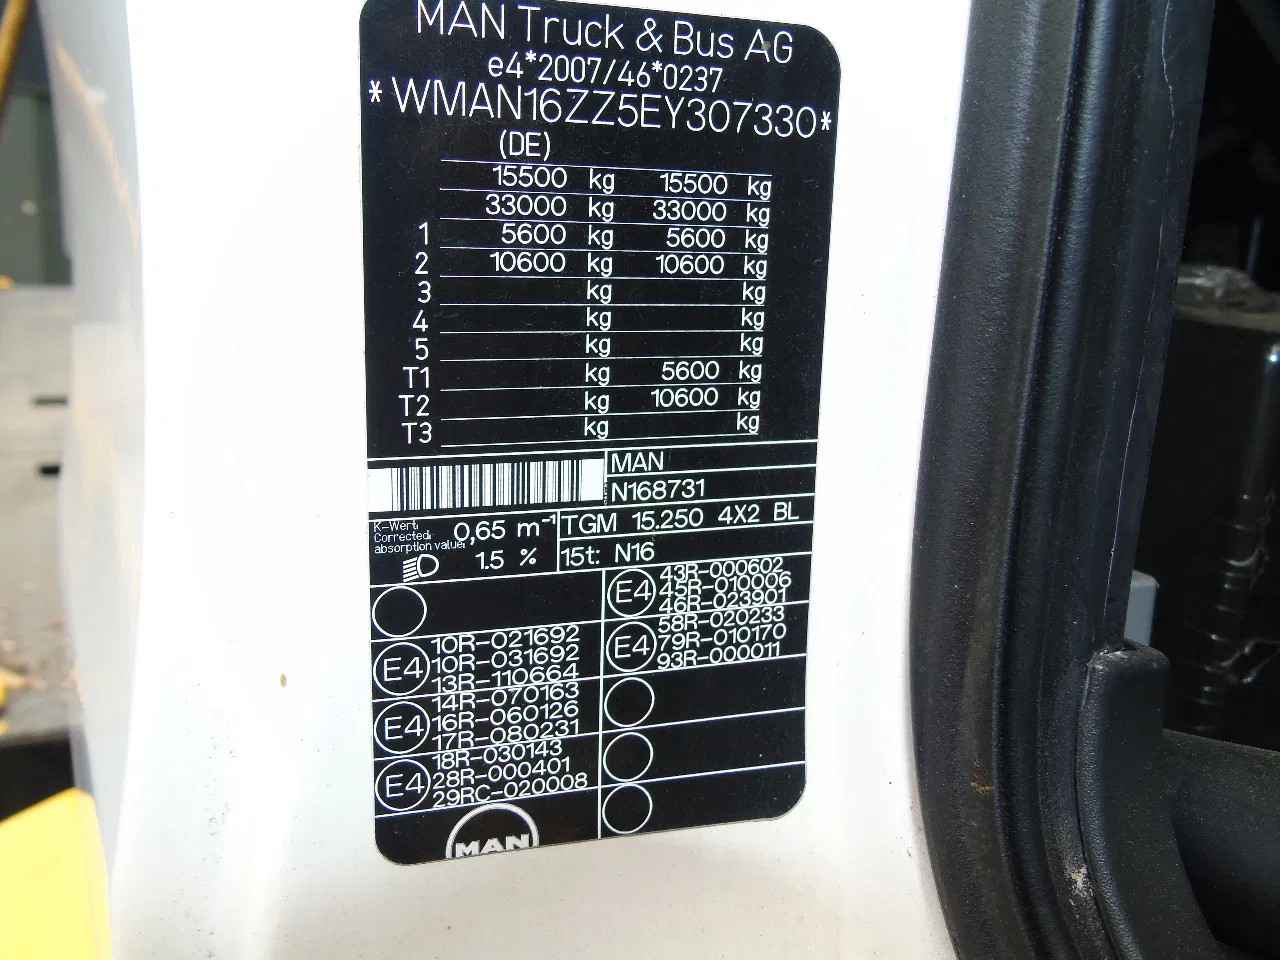 MAN Truck & Bus AG
e4*2007/46*0237
*WMAN16ZZ5EY307330*
(DE)
15500 kg 15500 kg
33000 kg 33000 kg
1 5600 kg 5600 kg
2 10600 kg 10600 kg
3 kg kg
4 kg kg
5 kg kg
T1 kg 5600 kg
T2 kg 10600 kg
T3 kg kg
MAN
N168731
K-Wert:
Corrected
absorption value:
0,65 m⁻¹
1.5 %
TGM 15.250 4X2 BL
15t: N16
E4
10R-021692
10R-031692
13R-110664
E4
14R-070163
16R-060126
17R-080231
E4
18R-030143
28R-000401
29RC-020008
E4
43R-000602
45R-010006
46R-023901
E4
58R-020233
79R-010170
93R-000011
MAN